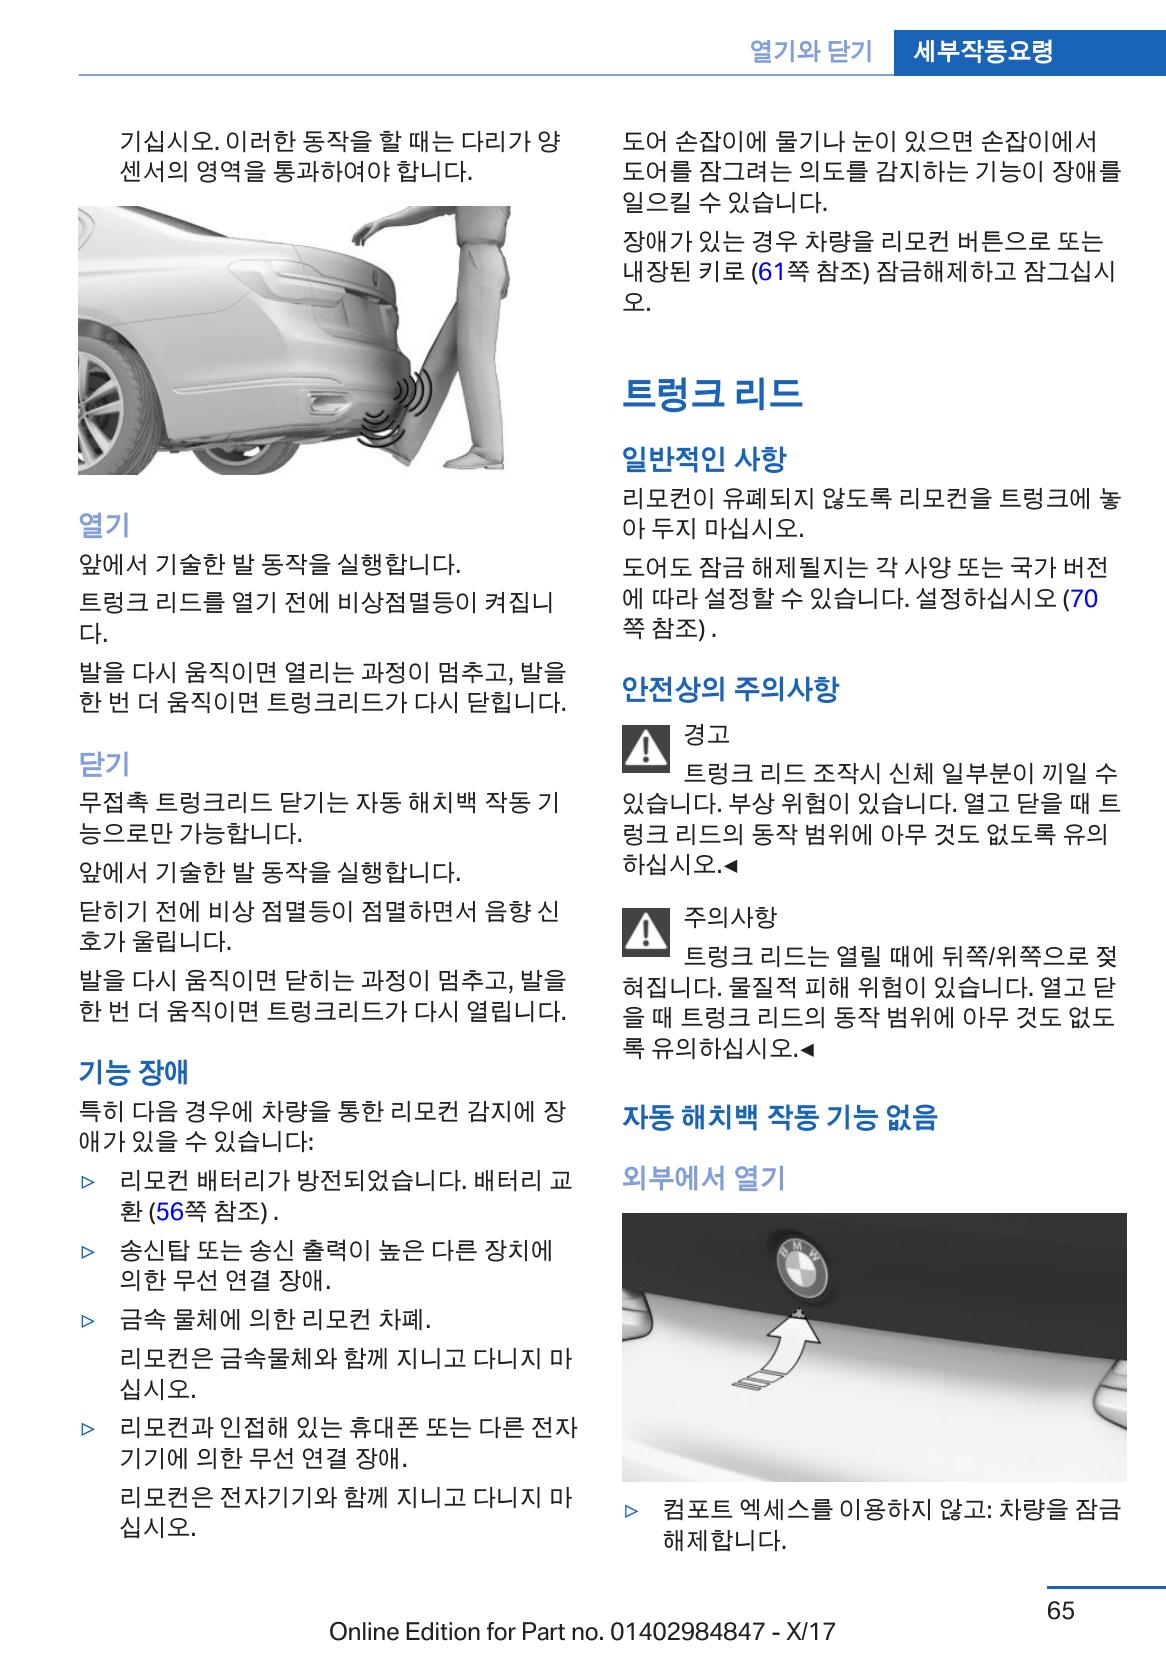 열기와 닫기
세부작동요령
기십시오. 이러한 동작을 할 때는 다리가 양
센서의 영역을 통과하여야 합니다.
열기
앞에서 기술한 발 동작을 실행합니다.
트렁크 리드를 열기 전에 비상점멸등이 켜집니
다.
발을 다시 움직이면 열리는 과정이 멈추고, 발을
한 번 더 움직이면 트렁크리드가 다시 닫힙니다.
닫기
무접촉 트렁크리드 닫기는 자동 해치백 작동 기
능으로만 가능합니다.
앞에서 기술한 발 동작을 실행합니다.
닫히기 전에 비상 점멸등이 점멸하면서 음향 신
호가 울립니다.
발을 다시 움직이면 닫히는 과정이 멈추고, 발을
한 번 더 움직이면 트렁크리드가 다시 열립니다.
기능 장애
특히 다음 경우에 차량을 통한 리모컨 감지에 장
애가 있을 수 있습니다:
▷ 리모컨 배터리가 방전되었습니다. 배터리 교
환 (56쪽 참조) .
▷ 송신탑 또는 송신 출력이 높은 다른 장치에
의한 무선 연결 장애.
▷ 금속 물체에 의한 리모컨 차폐.
리모컨은 금속물체와 함께 지니고 다니지 마
십시오.
▷ 리모컨과 인접해 있는 휴대폰 또는 다른 전자
기기에 의한 무선 연결 장애.
리모컨은 전자기기와 함께 지니고 다니지 마
십시오.
도어 손잡이에 물기나 눈이 있으면 손잡이에서
도어를 잠그려는 의도를 감지하는 기능이 장애를
일으킬 수 있습니다.
장애가 있는 경우 차량을 리모컨 버튼으로 또는
내장된 키로 (61쪽 참조) 잠금해제하고 잠그십시
오.
트렁크 리드
일반적인 사항
리모컨이 유폐되지 않도록 리모컨을 트렁크에 놓
아 두지 마십시오.
도어도 잠금 해제될지는 각 사양 또는 국가 버전
에 따라 설정할 수 있습니다. 설정하십시오 (70
쪽 참조) .
안전상의 주의사항
경고
트렁크 리드 조작시 신체 일부분이 끼일 수
있습니다. 부상 위험이 있습니다. 열고 닫을 때 트
렁크 리드의 동작 범위에 아무 것도 없도록 유의
하십시오.◄
주의사항
트렁크 리드는 열릴 때에 뒤쪽/위쪽으로 젖
혀집니다. 물질적 피해 위험이 있습니다. 열고 닫
을 때 트렁크 리드의 동작 범위에 아무 것도 없도
록 유의하십시오.◄
자동 해치백 작동 기능 없음
외부에서 열기
BMW
▷ 컴포트 엑세스를 이용하지 않고: 차량을 잠금
해제합니다.
65
Online Edition for Part no. 01402984847 - X/17